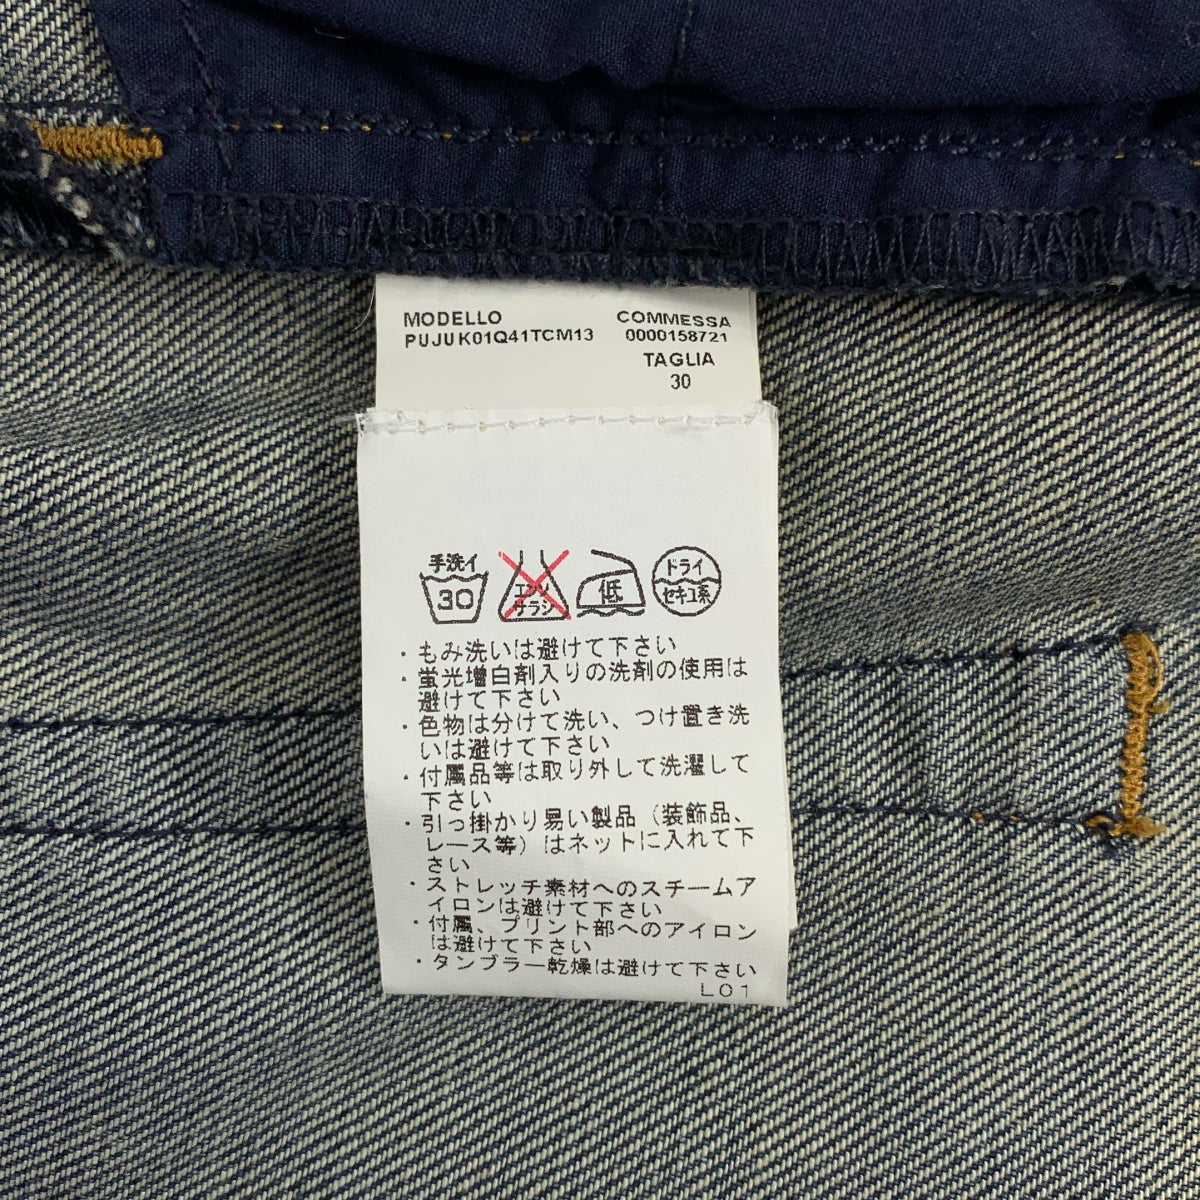 MODELLO
PUJUK01Q41TCM13
COMMESSA
0000158721
TAGLIA
30
手洗イ
30
エンソ
サラシ
低
ドライ
セキユ系
・もみ洗いは避けて下さい
・蛍光増白剤入りの洗剤の使用は
避けて下さい
・色物は分けて洗い、つけ置き洗
いは避けて下さい
・付属品等は取り外して洗濯して
下さい
・引っ掛かり易い製品（装飾品、
レース等）はネットに入れて下
さい
・ストレッチ素材へのスチームア
イロンは避けて下さい
・付属、プリント部へのアイロン
は避けて下さい
・タンブラー乾燥は避けて下さい
L01